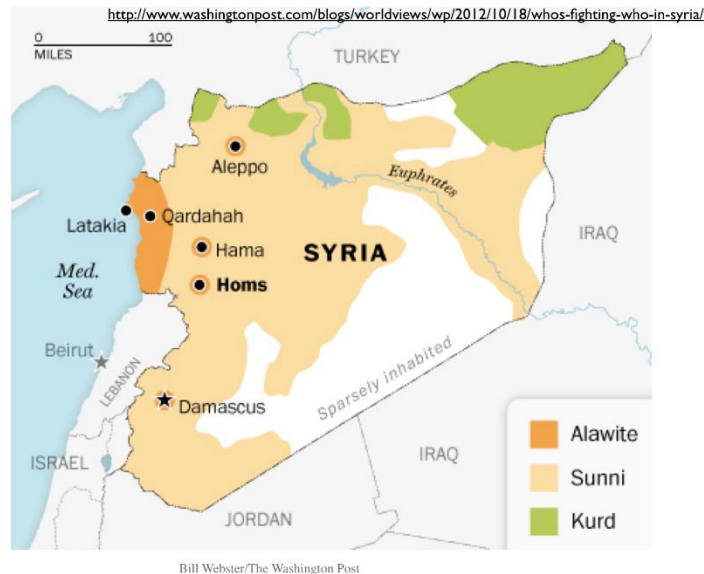 http://www.washingtonpost.com/blogs/worldviews/wp/2012/10/18/whos-fighting-who-in-syria/
0 100
MILES
TURKEY
Aleppo
Euphrates
Latakia
Qardahah
IRAQ
Hama
SYRIA
Med.
Sea
Homs
Beirut
LEBANON
Sparsely inhabited
Damascus
ISRAEL
IRAQ
JORDAN
Alawite
Sunni
Kurd
Bill Webster/The Washington Post